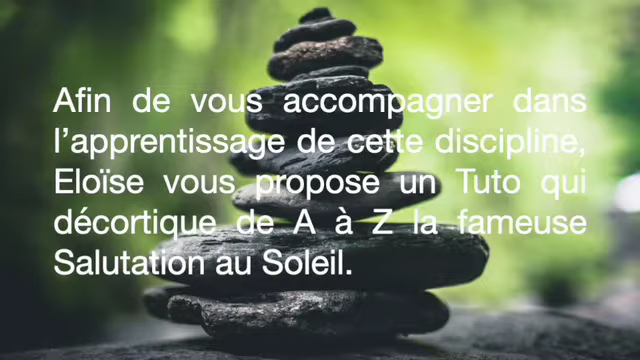 Afin de vous accompagner dans
l’apprentissage de cette discipline,
Eloïse vous propose un Tuto qui
décortique de A à Z la fameuse
Salutation au Soleil.